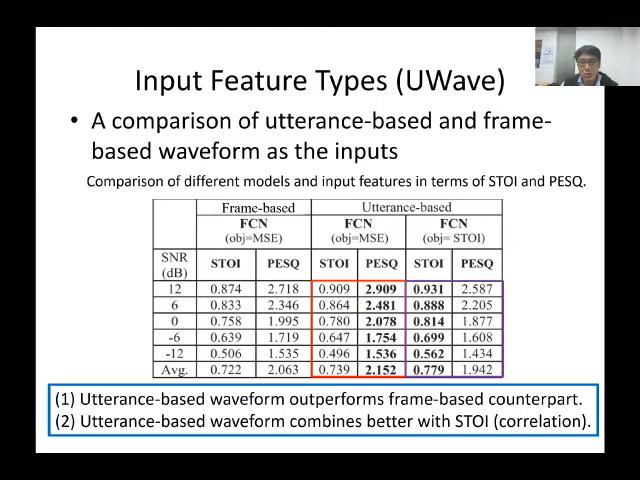 Input Feature Types (UWave)
• A comparison of utterance-based and frame-
based waveform as the inputs
Comparison of different models and input features in terms of STOI and PESQ.
Frame-based Utterance-based
FCN FCN FCN
(obj=MSE) (obj=MSE) (obj= STOI)
SNR (dB) STOI PESQ STOI PESQ STOI PESQ
12 0.874 2.718 0.909 2.909 0.931 2.587
6 0.833 2.346 0.864 2.481 0.888 2.205
0 0.758 1.995 0.780 2.078 0.814 1.877
-6 0.639 1.719 0.647 1.754 0.699 1.608
-12 0.506 1.535 0.496 1.536 0.562 1.434
Avg. 0.722 2.063 0.739 2.152 0.779 1.942
(1) Utterance-based waveform outperforms frame-based counterpart.
(2) Utterance-based waveform combines better with STOI (correlation).